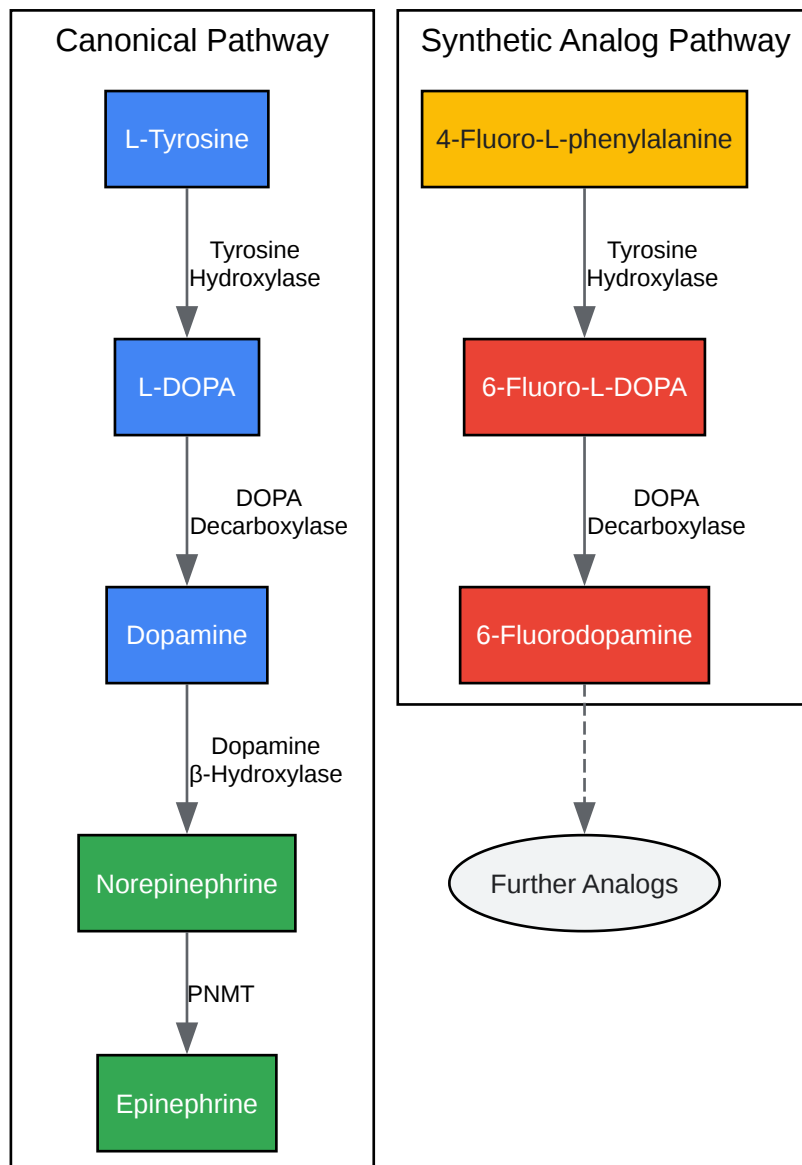 Canonical Pathway
L-Tyrosine
Tyrosine
Hydroxylase
L-DOPA
DOPA
Decarboxylase
Dopamine
Dopamine
β-Hydroxylase
Norepinephrine
PNMT
Epinephrine
Synthetic Analog Pathway
4-Fluoro-L-phenylalanine
Tyrosine
Hydroxylase
6-Fluoro-L-DOPA
DOPA
Decarboxylase
6-Fluorodopamine
Further Analogs